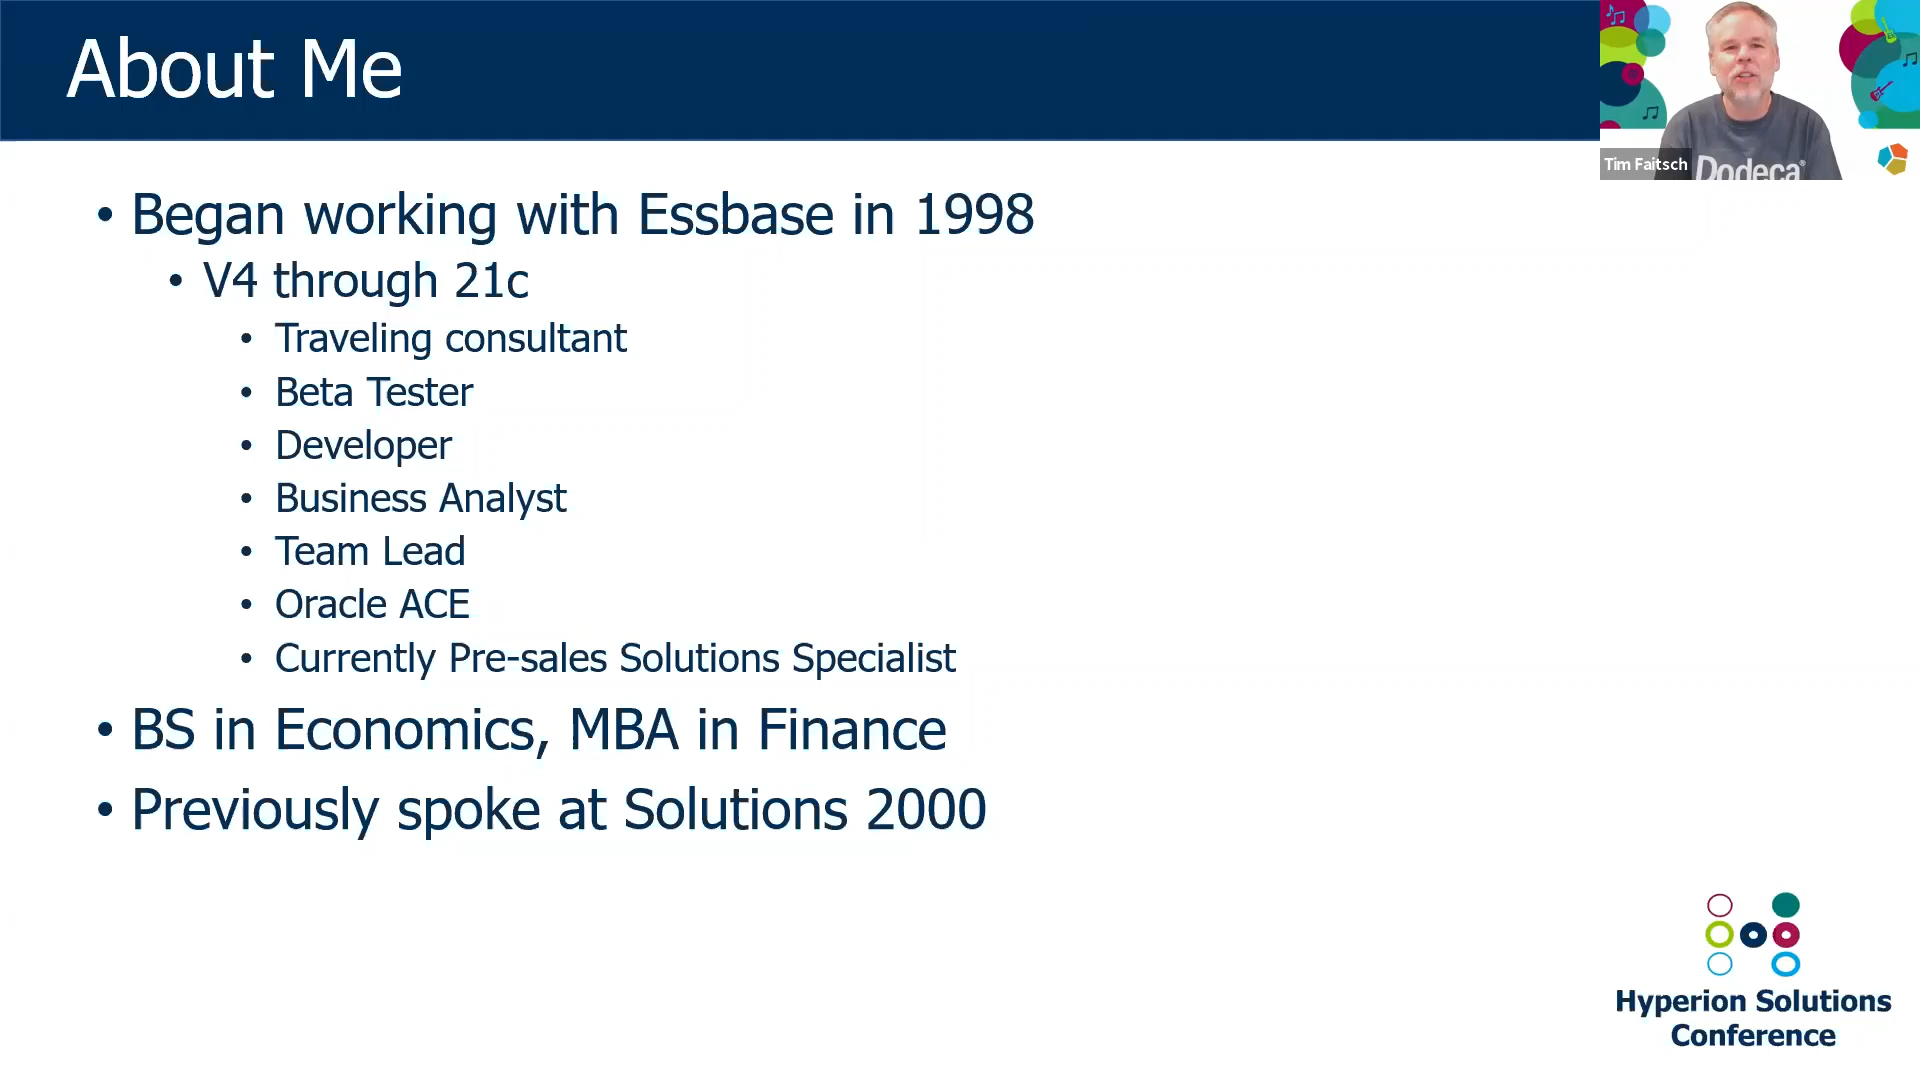 About Me
Tim Faitsch
Dodeca®
• Began working with Essbase in 1998
• V4 through 21c
• Traveling consultant
• Beta Tester
• Developer
• Business Analyst
• Team Lead
• Oracle ACE
• Currently Pre-sales Solutions Specialist
• BS in Economics, MBA in Finance
• Previously spoke at Solutions 2000
Hyperion Solutions
Conference